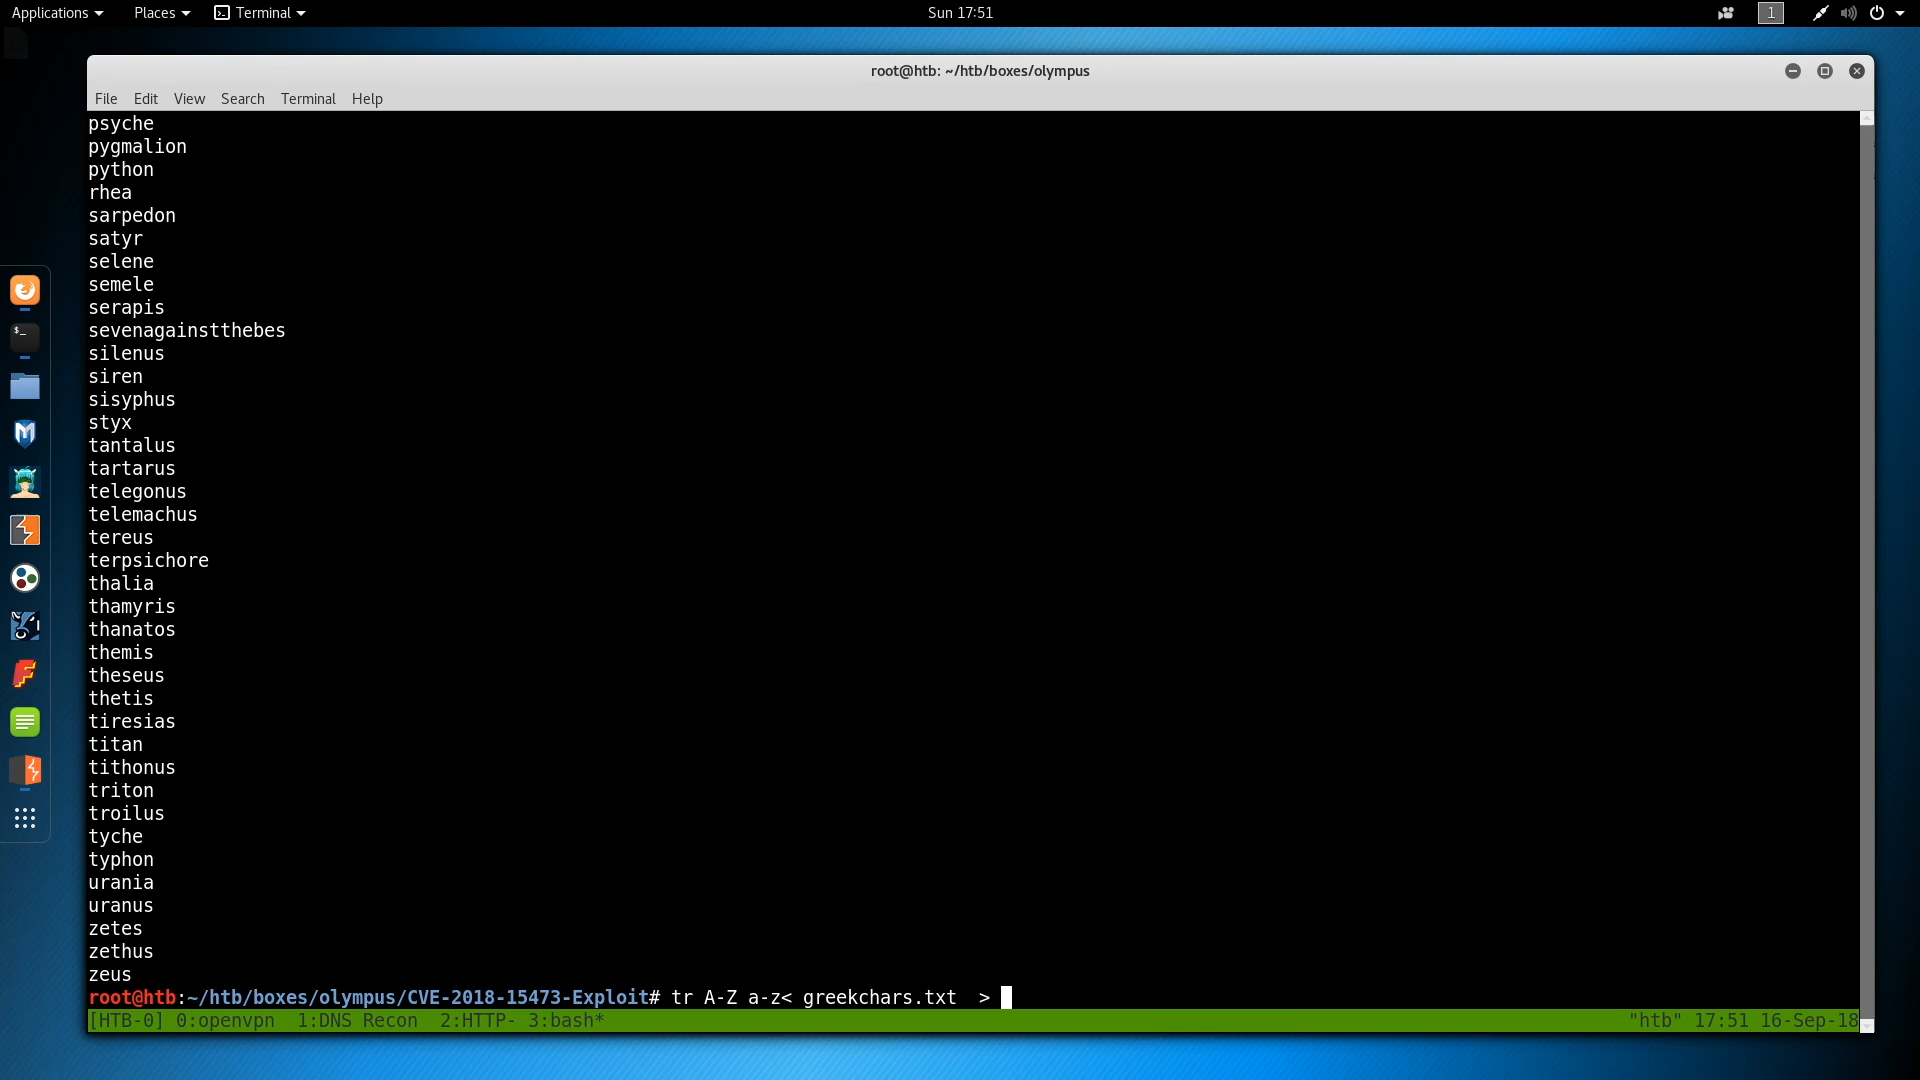 Applications Places Terminal Sun 17:51 1
root@htb: ~/htb/boxes/olympus
File Edit View Search Terminal Help
psyche
pygmalion
python
rhea
sarpedon
satyr
selene
semele
serapis
sevenagainstthebes
silenus
siren
sisyphus
styx
tantalus
tartarus
telegonus
telemachus
tereus
terpsichore
thalia
thamyris
thanatos
themis
theseus
thetis
tiresias
titan
tithonus
triton
troilus
tyche
typhon
urania
uranus
zetes
zethus
zeus
root@htb:~/htb/boxes/olympus/CVE-2018-15473-Exploit# tr A-Z a-z< greekchars.txt  >
[HTB-0] 0:openvpn  1:DNS Recon  2:HTTP- 3:bash* "htb" 17:51 16-Sep-18